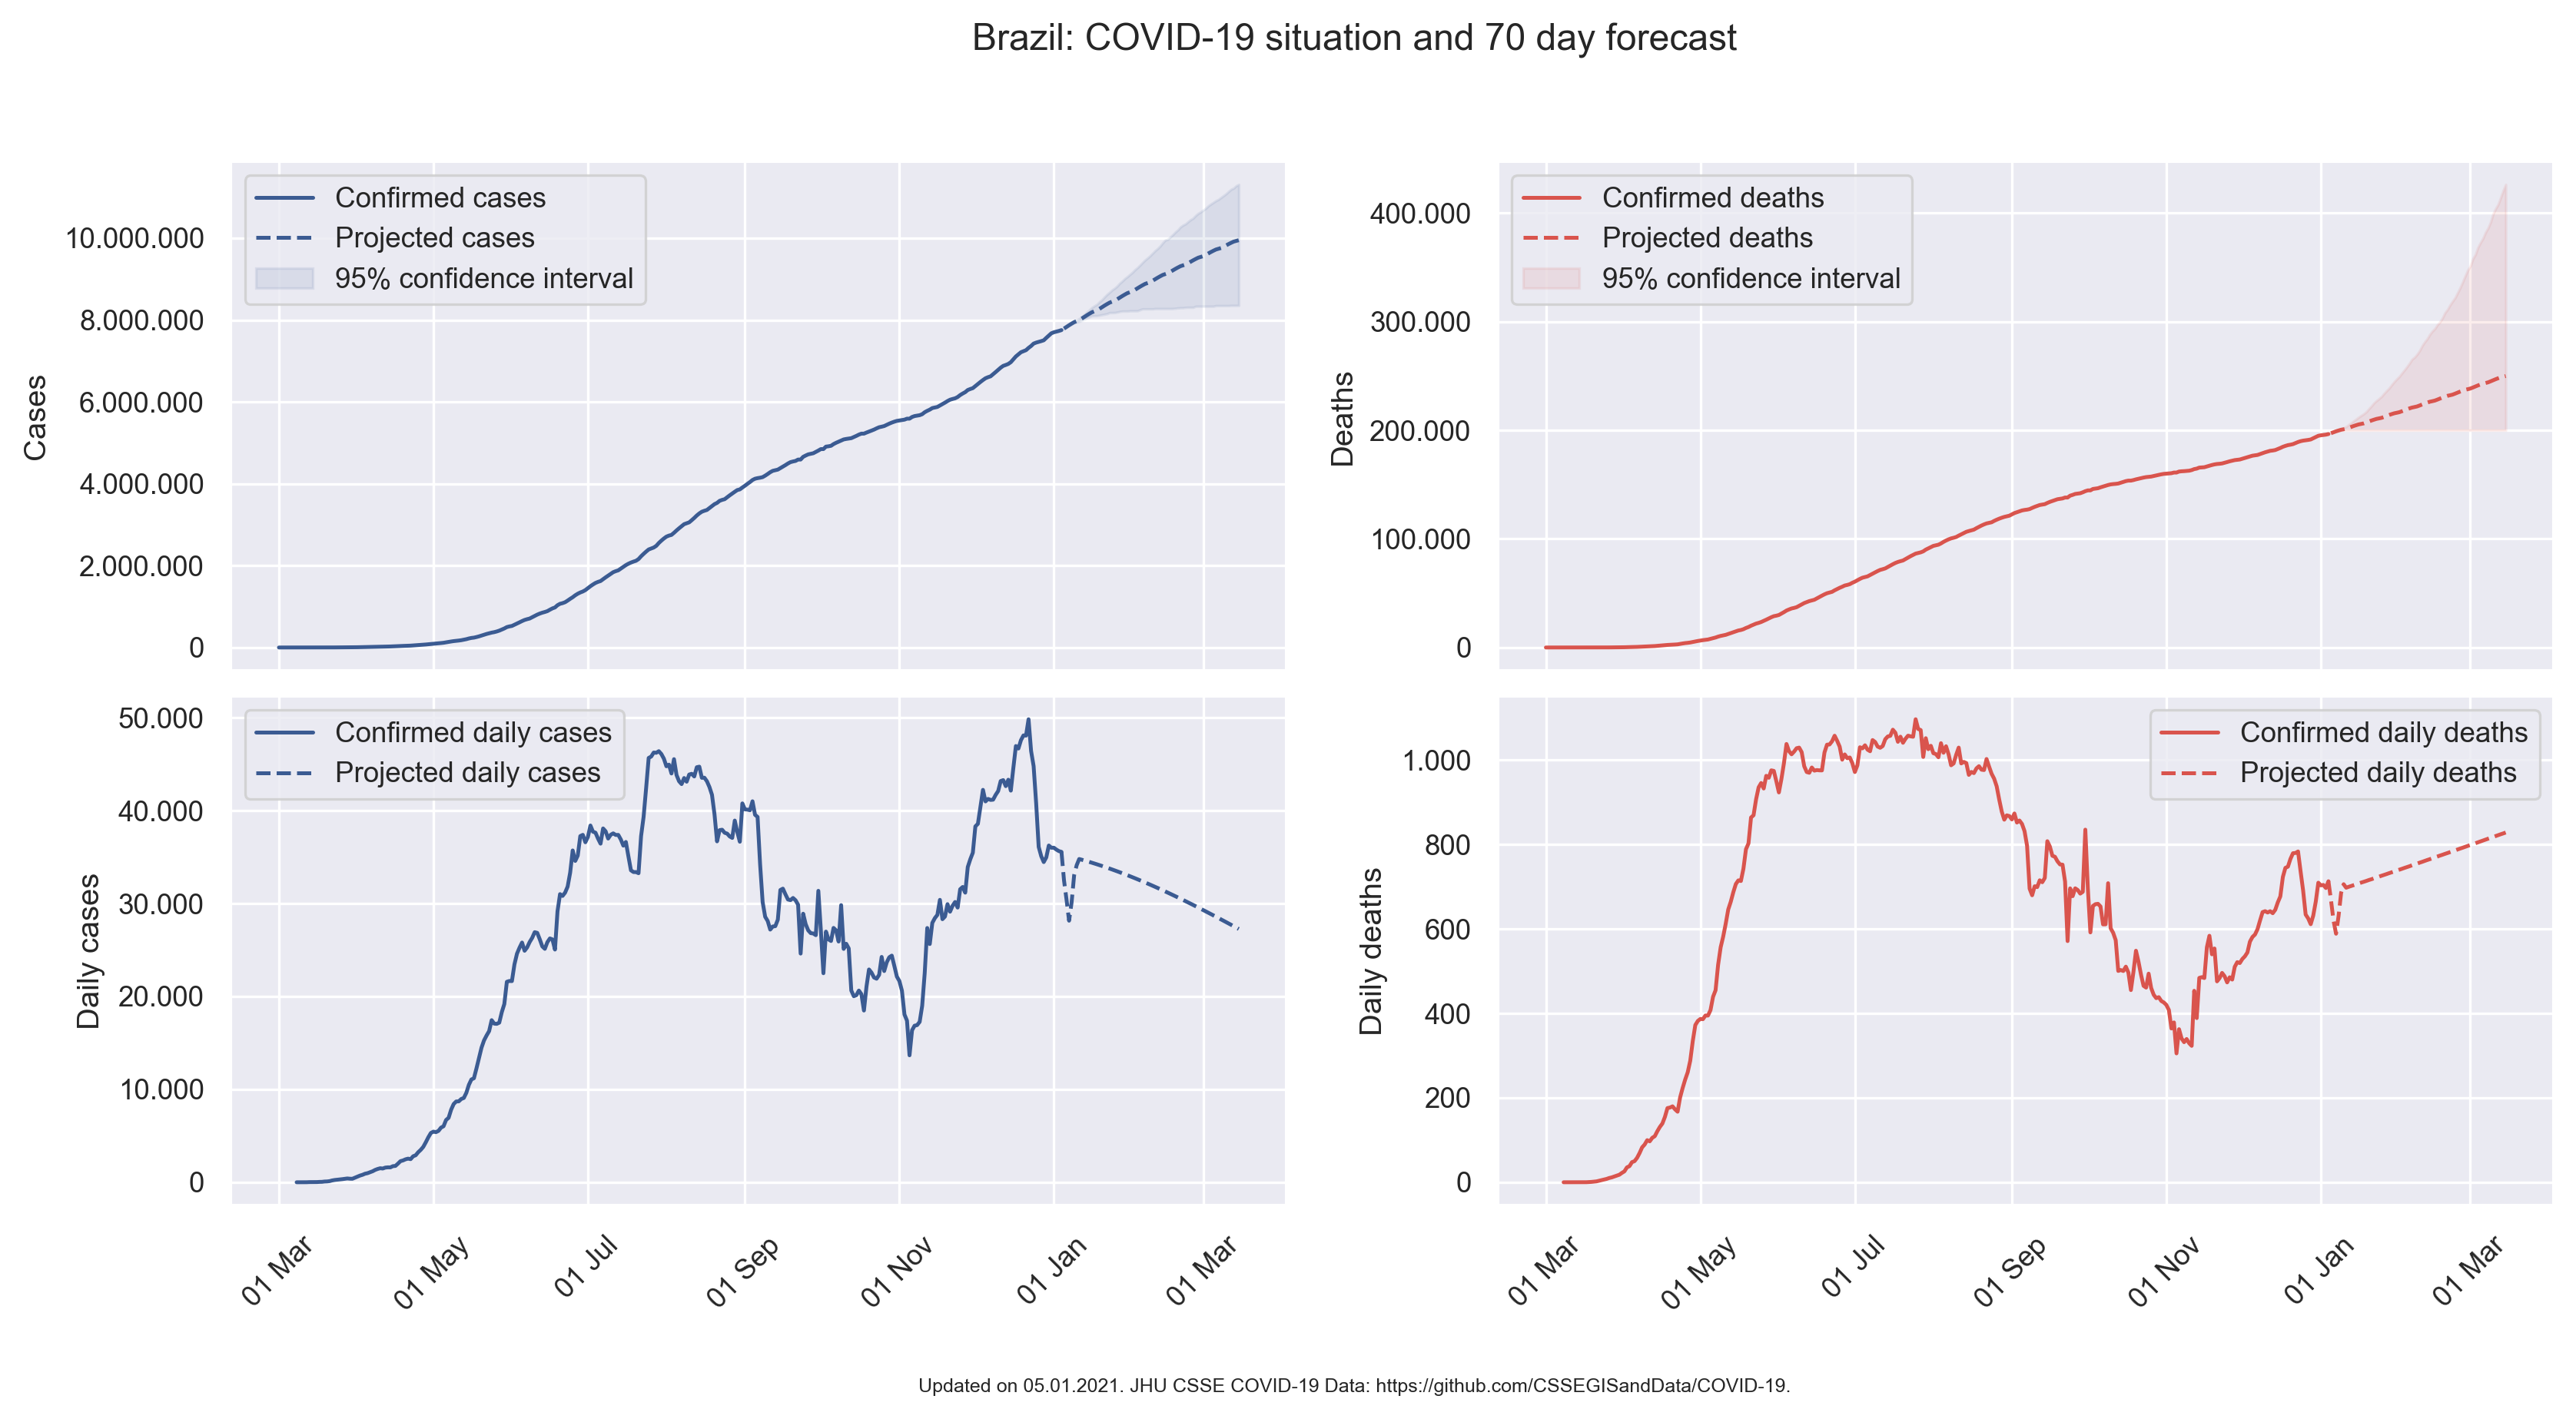 Brazil: COVID-19 situation and 70 day forecast
Confirmed cases
Projected cases
95% confidence interval
10.000.000
8.000.000
6.000.000
4.000.000
2.000.000
0
Cases
Confirmed deaths
Projected deaths
95% confidence interval
400.000
300.000
200.000
100.000
0
Deaths
Confirmed daily cases
Projected daily cases
50.000
40.000
30.000
20.000
10.000
0
Daily cases
01 Mar
01 May
01 Jul
01 Sep
01 Nov
01 Jan
01 Mar
Confirmed daily deaths
Projected daily deaths
1.000
800
600
400
200
0
Daily deaths
01 Mar
01 May
01 Jul
01 Sep
01 Nov
01 Jan
01 Mar
Updated on 05.01.2021. JHU CSSE COVID-19 Data: https://github.com/CSSEGISandData/COVID-19.